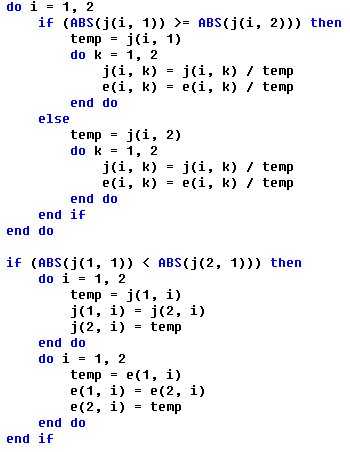 do i = 1, 2
    if (ABS(j(i, 1)) >= ABS(j(i, 2))) then
        temp = j(i, 1)
        do k = 1, 2
            j(i, k) = j(i, k) / temp
            e(i, k) = e(i, k) / temp
        end do
    else
        temp = j(i, 2)
        do k = 1, 2
            j(i, k) = j(i, k) / temp
            e(i, k) = e(i, k) / temp
        end do
    end if
end do

if (ABS(j(1, 1)) < ABS(j(2, 1))) then
    do i = 1, 2
        temp = j(1, i)
        j(1, i) = j(2, i)
        j(2, i) = temp
    end do
    do i = 1, 2
        temp = e(1, i)
        e(1, i) = e(2, i)
        e(2, i) = temp
    end do
end if